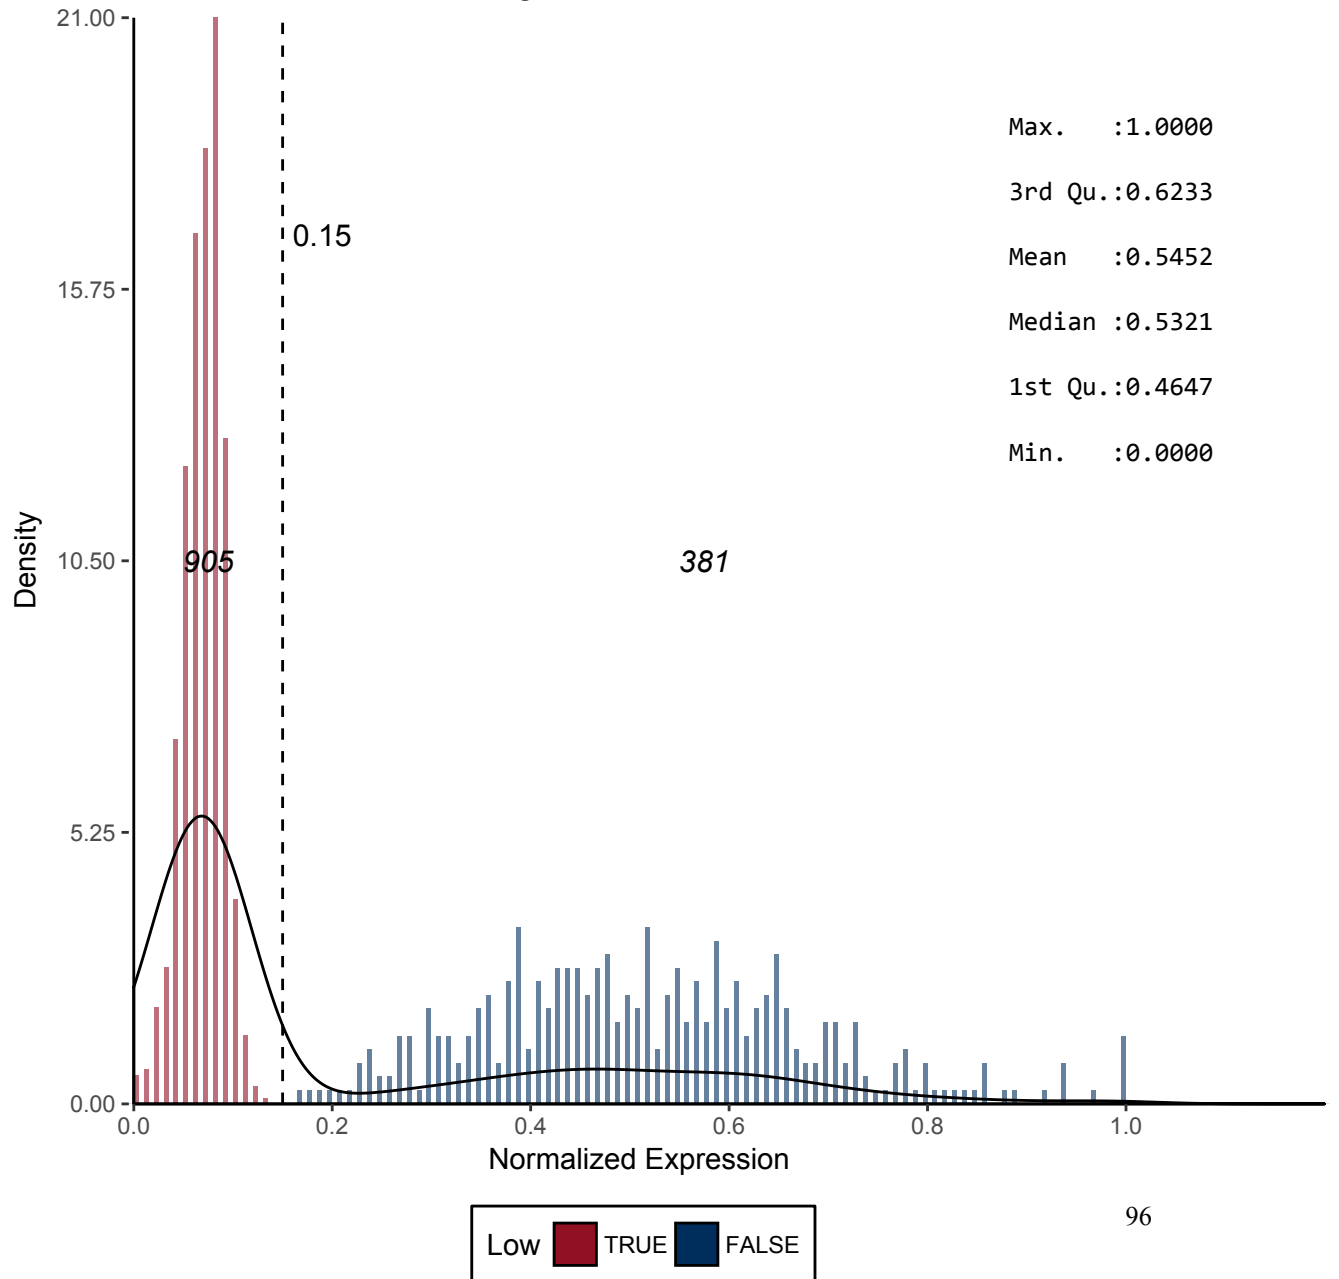 21.00
15.75
10.50
5.25
0.00
Density
0.15
905
381
Max.   :1.0000
3rd Qu.:0.6233
Mean   :0.5452
Median :0.5321
1st Qu.:0.4647
Min.   :0.0000
0.0 0.2 0.4 0.6 0.8 1.0
Normalized Expression
96
Low TRUE FALSE